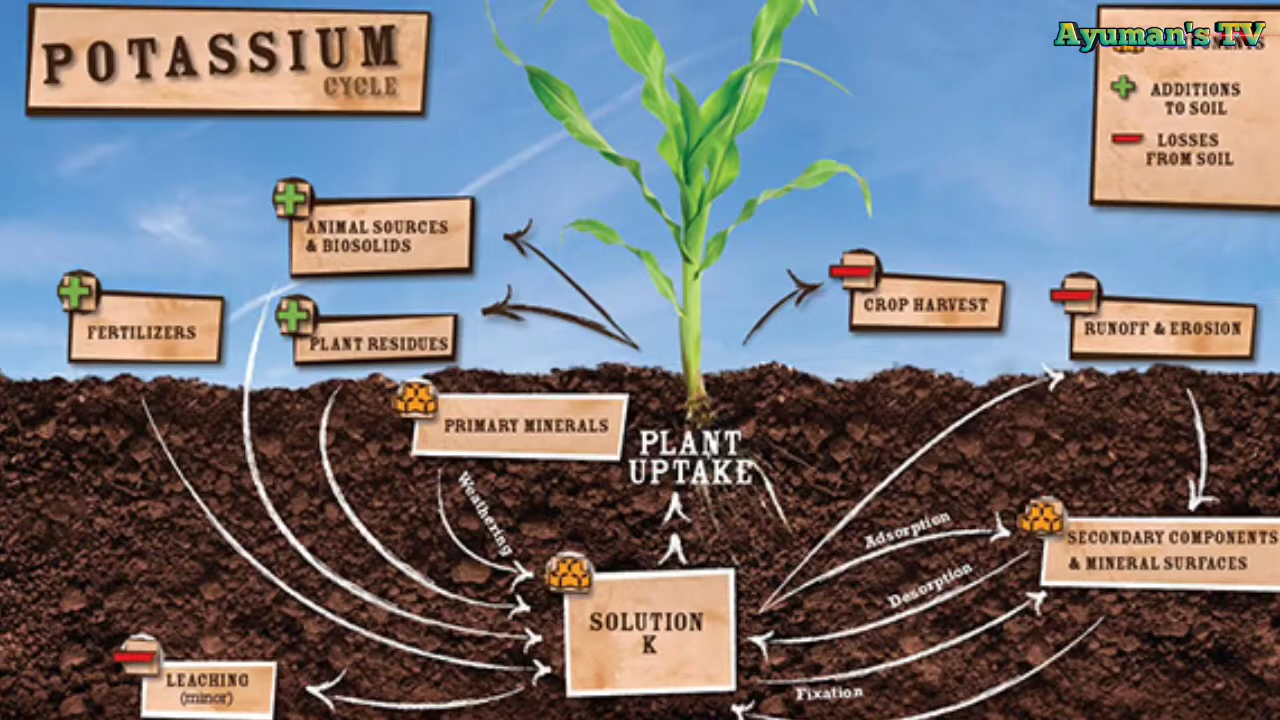 POTASSIUM
CYCLE
Ayuman's TV
ADDITIONS
TO SOIL
LOSSES
FROM SOIL
ANIMAL SOURCES
& BIOSOLIDS
FERTILIZERS
PLANT RESIDUES
CROP HARVEST
RUNOFF & EROSION
PRIMARY MINERALS
PLANT
UPTAKE
Weathering
Adsorption
Desorption
SECONDARY COMPONENTS
& MINERAL SURFACES
SOLUTION
K
LEACHING
(minor)
Fixation